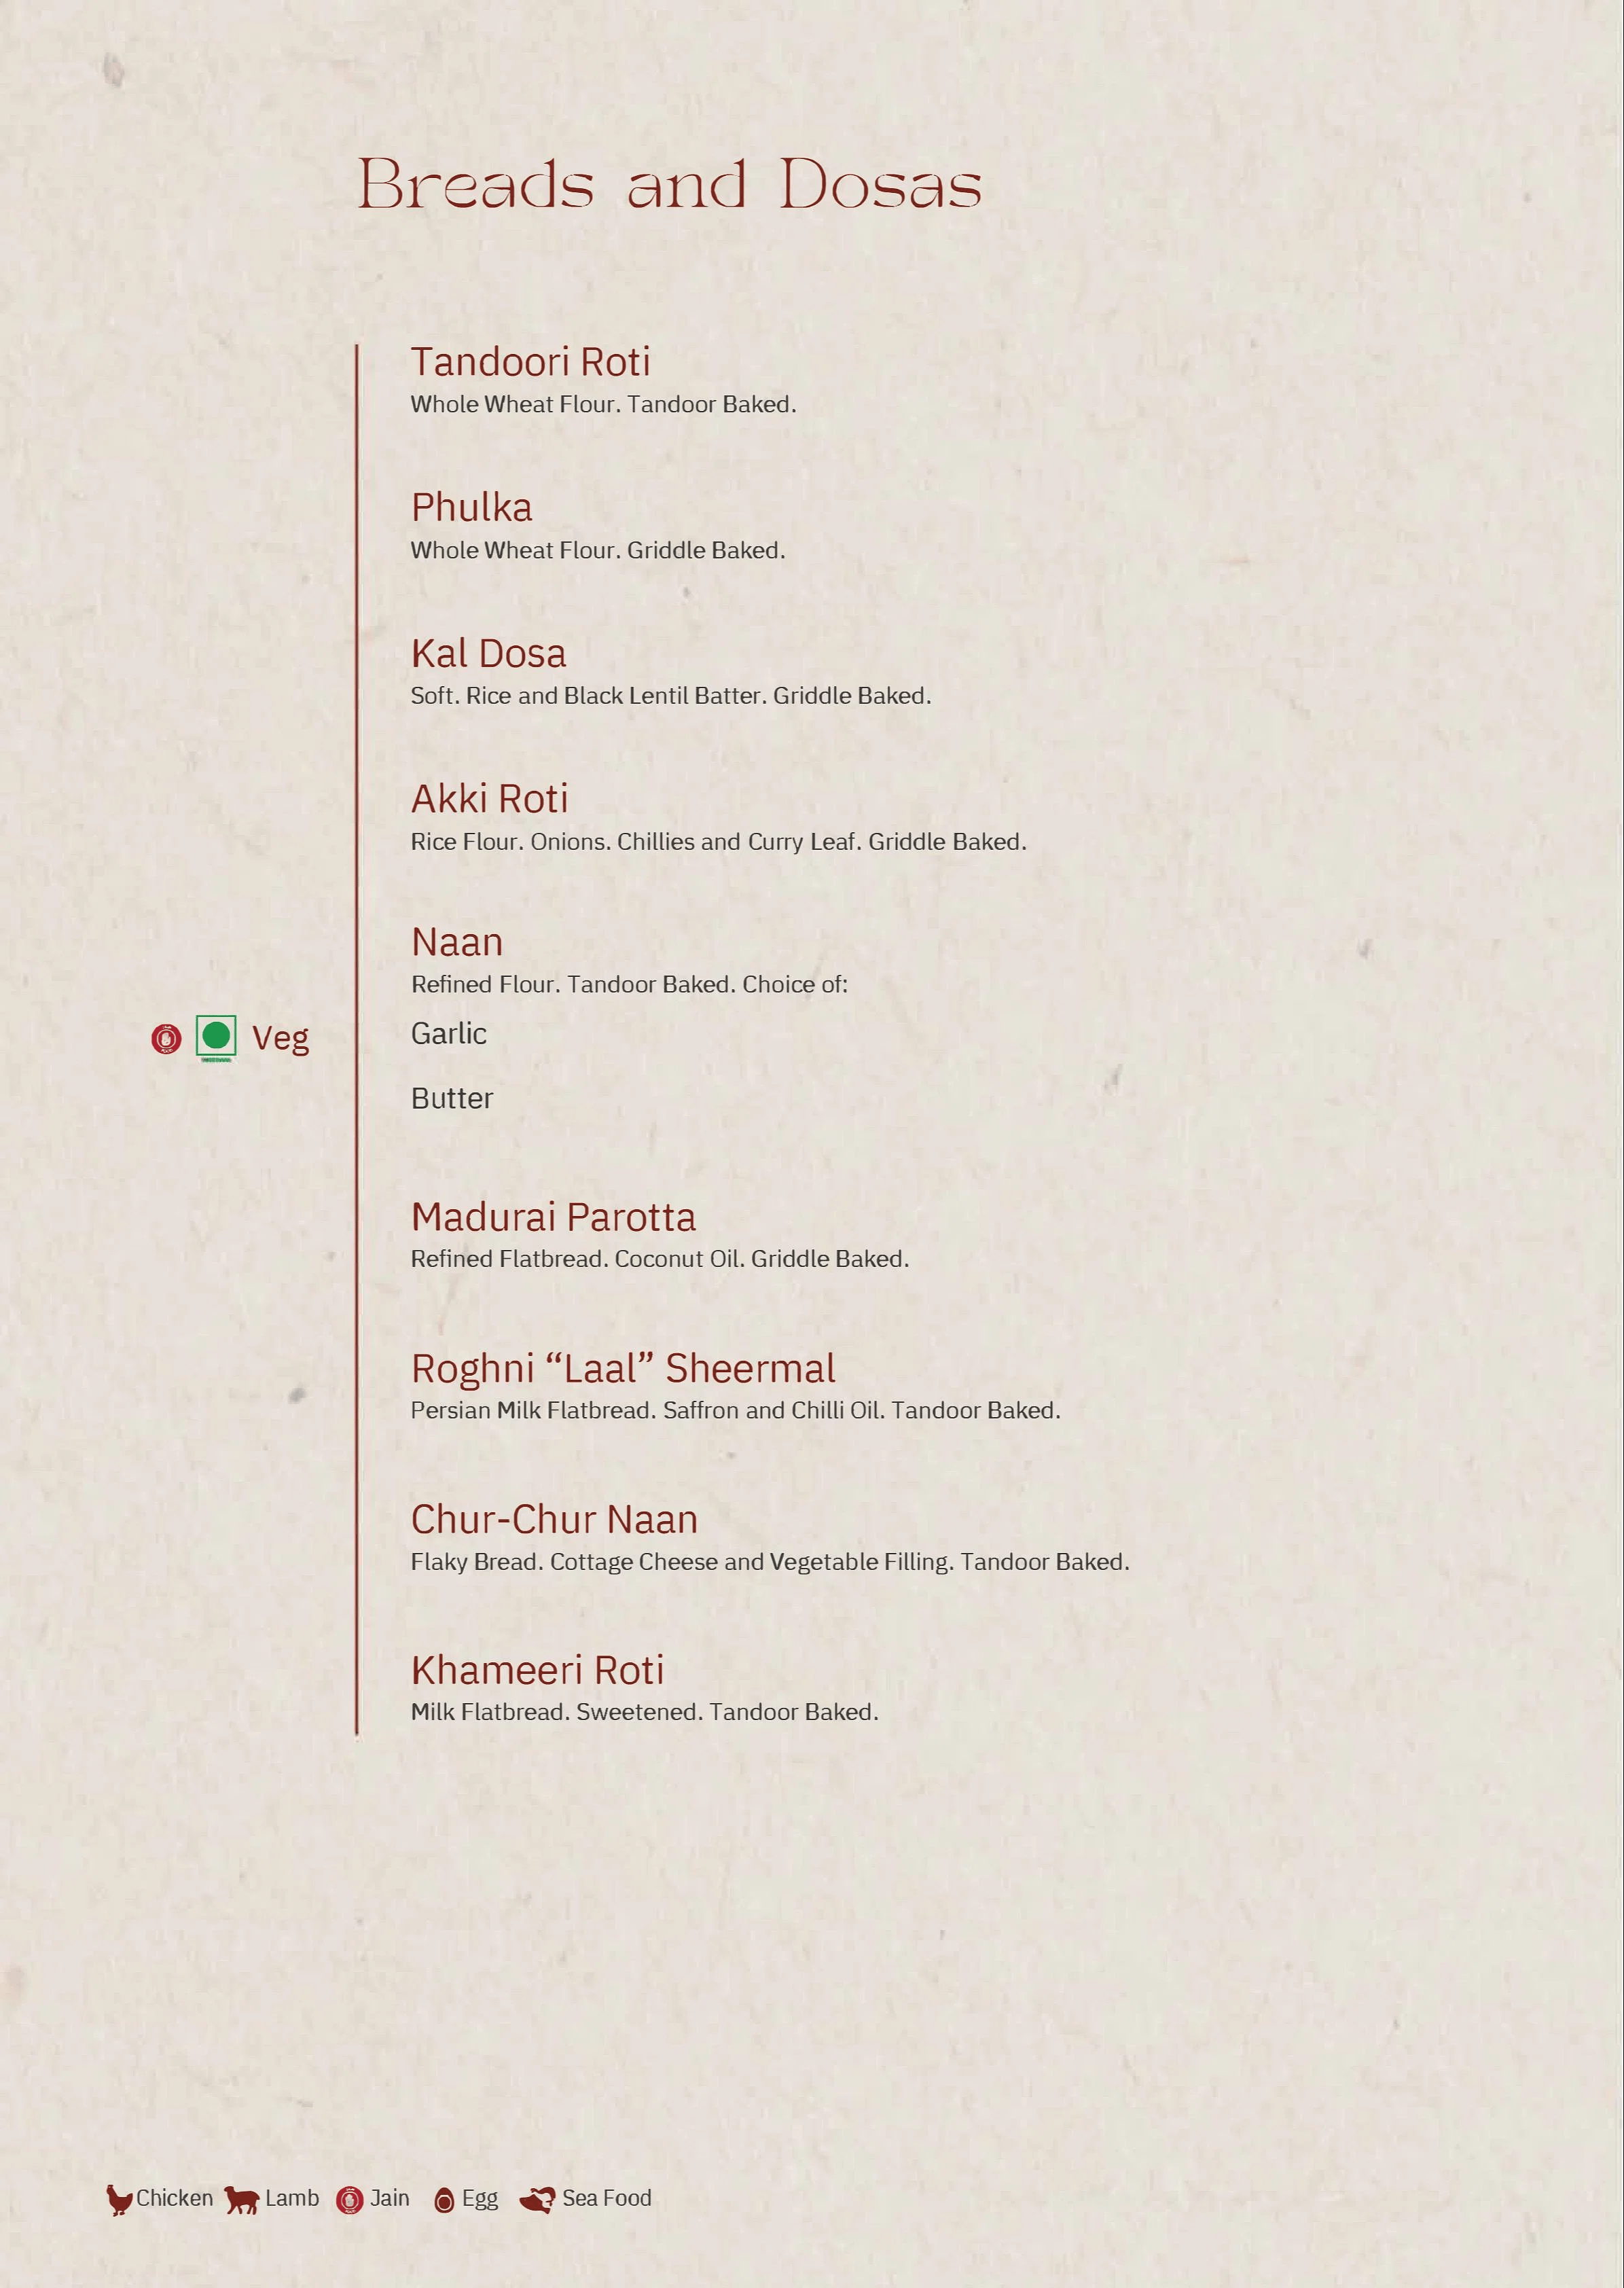 Breads and Dosas
Tandoori Roti
Whole Wheat Flour. Tandoor Baked.
Phulka
Whole Wheat Flour. Griddle Baked.
Kal Dosa
Soft. Rice and Black Lentil Batter. Griddle Baked.
Akki Roti
Rice Flour. Onions. Chillies and Curry Leaf. Griddle Baked.
Naan
Refined Flour. Tandoor Baked. Choice of:
Veg
Garlic
Butter
Madurai Parotta
Refined Flatbread. Coconut Oil. Griddle Baked.
Roghni “Laal” Sheermal
Persian Milk Flatbread. Saffron and Chilli Oil. Tandoor Baked.
Chur-Chur Naan
Flaky Bread. Cottage Cheese and Vegetable Filling. Tandoor Baked.
Khameeri Roti
Milk Flatbread. Sweetened. Tandoor Baked.
Chicken Lamb Jain Egg Sea Food